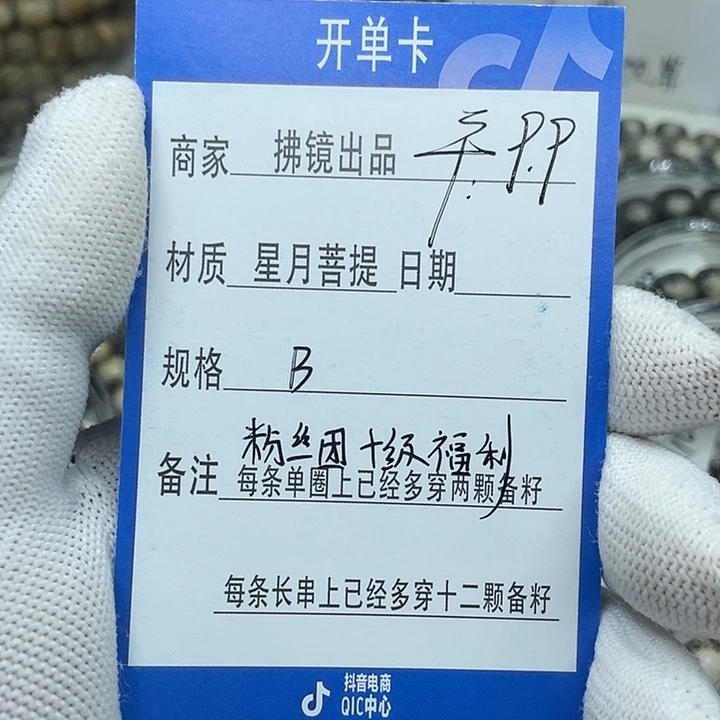 开单卡
商家 拂镜出品 平.P.P
材质 星月菩提 日期
规格 B
粉丝团十级福利
备注 每条单圈上已经多穿两颗备籽
每条长串上已经多穿十二颗备籽
抖音电商
QIC中心